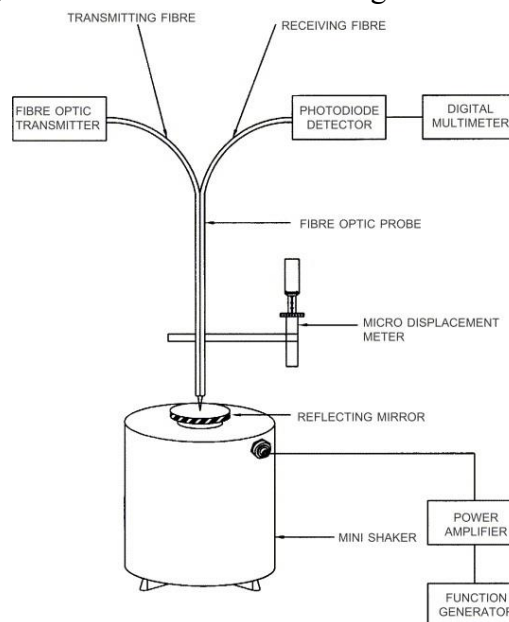 TRANSMITTING FIBRE
RECEIVING FIBRE
FIBRE OPTIC
TRANSMITTER
PHOTODIODE
DETECTOR
DIGITAL
MULTIMETER
FIBRE OPTIC PROBE
MICRO DISPLACEMENT
METER
REFLECTING MIRROR
MINI SHAKER
POWER
AMPLIFIER
FUNCTION
GENERATOR